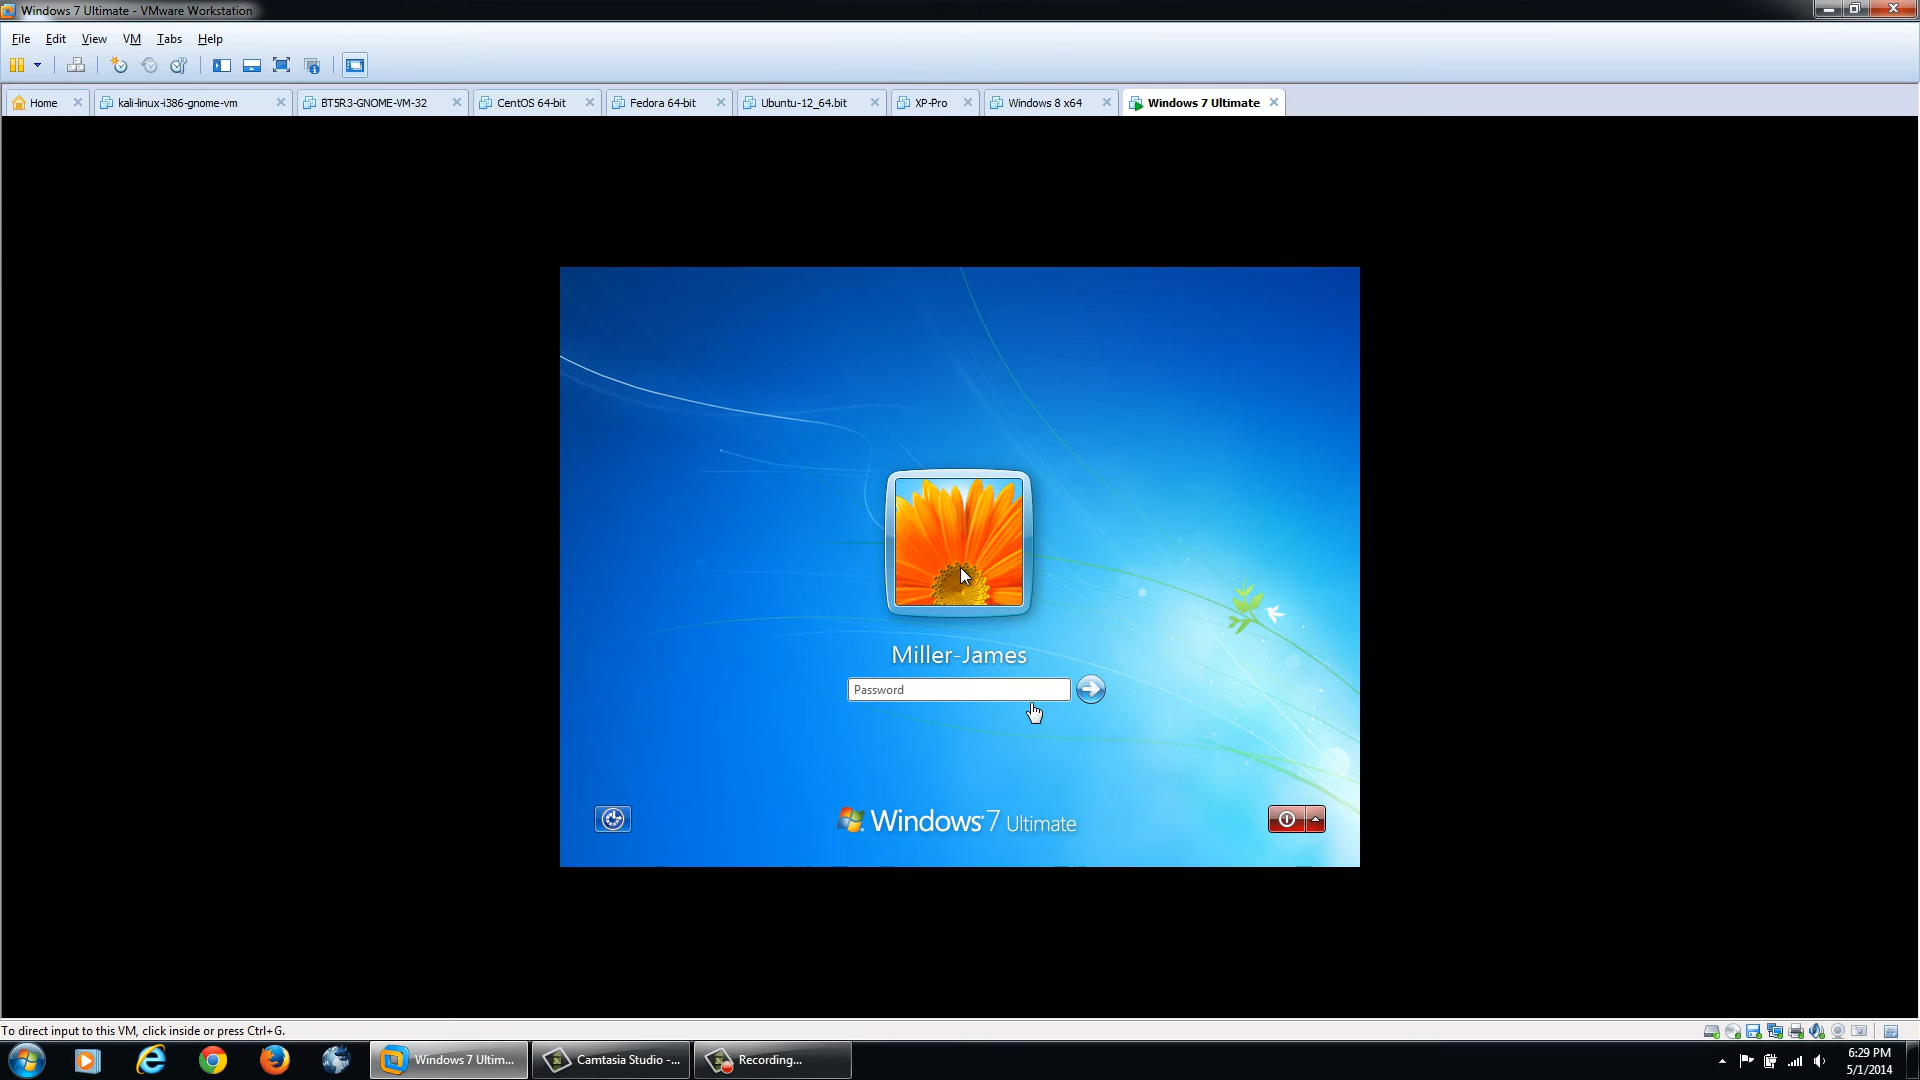 Windows 7 Ultimate - VMware Workstation
File Edit View VM Tabs Help
Home kali-linux-i386-gnome-vm BT5R3-GNOME-VM-32 CentOS 64-bit Fedora 64-bit Ubuntu-12_64.bit XP-Pro Windows 8 x64 Windows 7 Ultimate
Miller-James
Password
Windows 7 Ultimate
To direct input to this VM, click inside or press Ctrl+G.
Windows 7 Ultim... Camtasia Studio -... Recording... 6:29 PM
5/1/2014